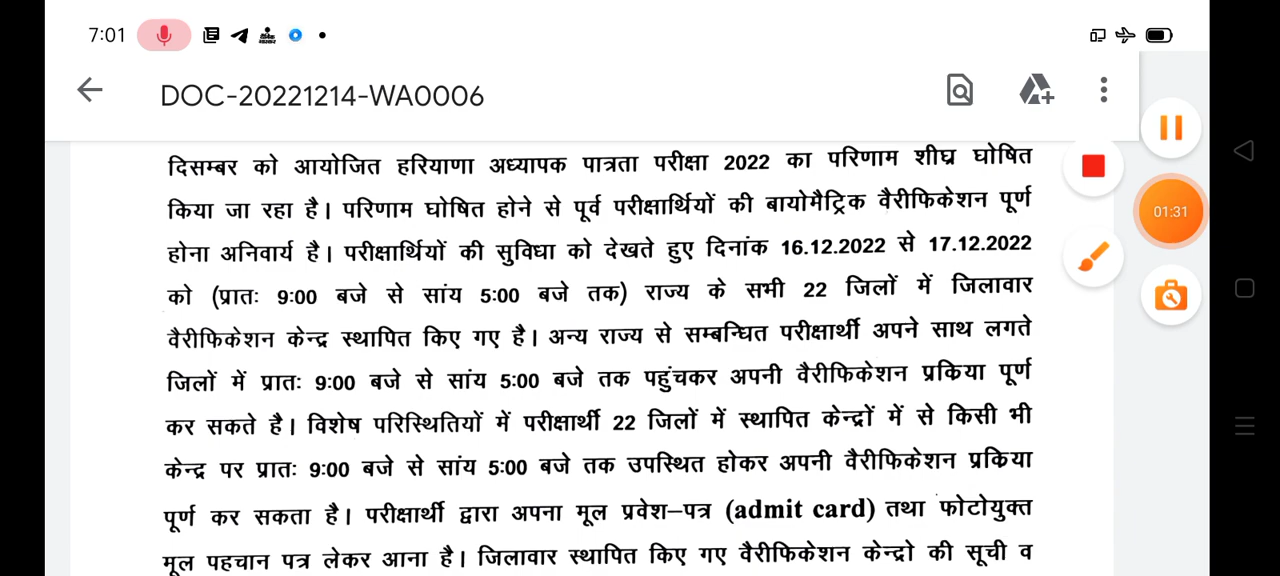 7:01
DOC-20221214-WA0006
दिसम्बर को आयोजित हरियाणा अध्यापक पात्रता परीक्षा 2022 का परिणाम शीघ्र घोषित
किया जा रहा है। परिणाम घोषित होने से पूर्व परीक्षार्थियों की बायोमैट्रिक वैरीफिकेशन पूर्ण
होना अनिवार्य है। परीक्षार्थियों की सुविधा को देखते हुए दिनांक 16.12.2022 से 17.12.2022
को (प्रातः 9:00 बजे से सांय 5:00 बजे तक) राज्य के सभी 22 जिलों में जिलावार
वैरीफिकेशन केन्द्र स्थापित किए गए है। अन्य राज्य से सम्बन्धित परीक्षार्थी अपने साथ लगते
जिलों में प्रातः 9:00 बजे से सांय 5:00 बजे तक पहुंचकर अपनी वैरीफिकेशन प्रकिया पूर्ण
कर सकते है। विशेष परिस्थितियों में परीक्षार्थी 22 जिलों में स्थापित केन्द्रों में से किसी भी
केन्द्र पर प्रातः 9:00 बजे से सांय 5:00 बजे तक उपस्थित होकर अपनी वैरीफिकेशन प्रकिया
पूर्ण कर सकता है। परीक्षार्थी द्वारा अपना मूल प्रवेश–पत्र (admit card) तथा फोटोयुक्त
मूल पहचान पत्र लेकर आना है। जिलावार स्थापित किए गए वैरीफिकेशन केन्द्रो की सूची व
01:31